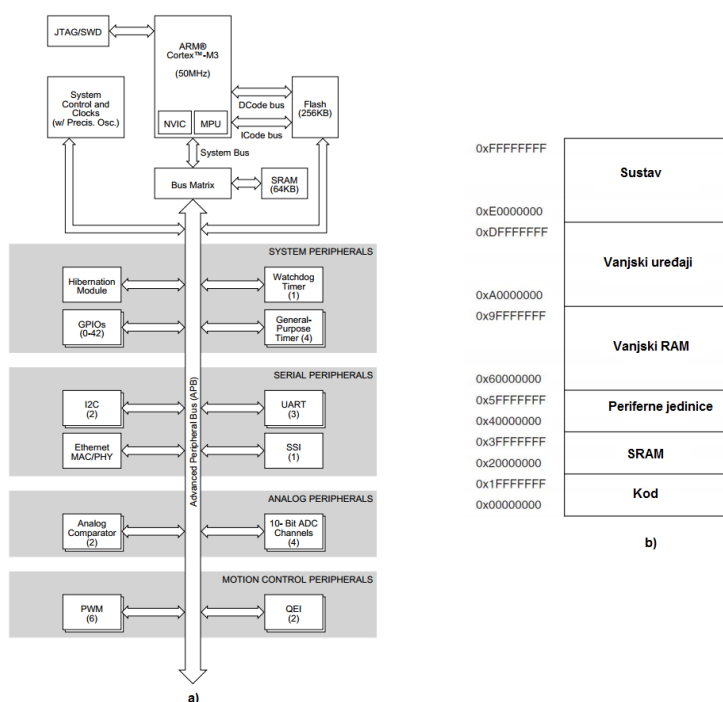 JTAG/SWD
ARM®
Cortex™-M3
(50MHz)
NVIC
MPU
System
Control and
Clocks
(w/ Precis. Osc.)
DCode bus
ICode bus
Flash
(256KB)
System Bus
Bus Matrix
SRAM
(64KB)
SYSTEM PERIPHERALS
Hibernation
Module
Watchdog
Timer
(1)
GPIOs
(0-42)
General-
Purpose
Timer (4)
SERIAL PERIPHERALS
I2C
(2)
UART
(3)
Ethernet
MAC/PHY
SSI
(1)
Advanced Peripheral Bus (APB)
ANALOG PERIPHERALS
Analog
Comparator
(2)
10- Bit ADC
Channels
(4)
MOTION CONTROL PERIPHERALS
PWM
(6)
QEI
(2)
a)
0xFFFFFFFF
Sustav
0xE0000000
0xDFFFFFFF
Vanjski uređaji
0xA0000000
0x9FFFFFFF
Vanjski RAM
0x60000000
0x5FFFFFFF
Periferne jedinice
0x40000000
0x3FFFFFFF
SRAM
0x20000000
0x1FFFFFFF
Kod
0x00000000
b)